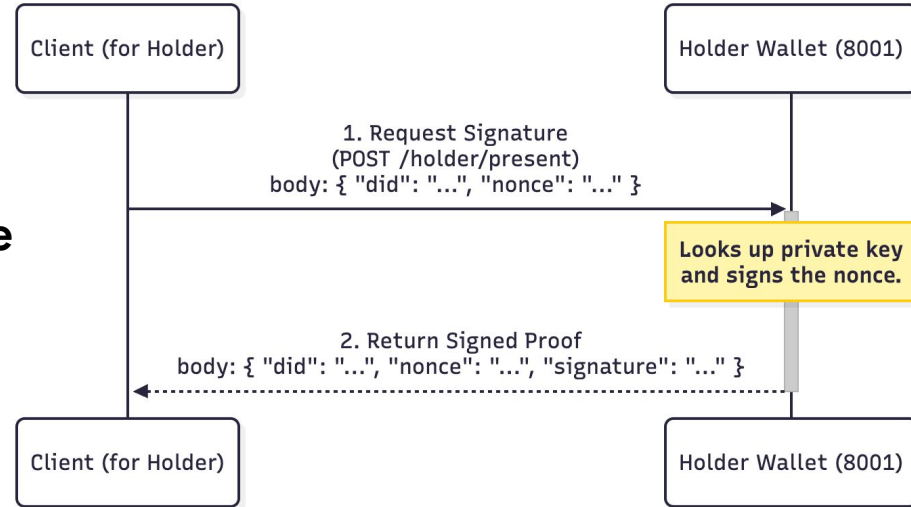 Client (for Holder)
Holder Wallet (8001)
1. Request Signature
(POST /holder/present)
body: { "did": "...", "nonce": "..." }
e
Looks up private key
and signs the nonce.
2. Return Signed Proof
body: { "did": "...", "nonce": "...", "signature": "..." }
Client (for Holder)
Holder Wallet (8001)